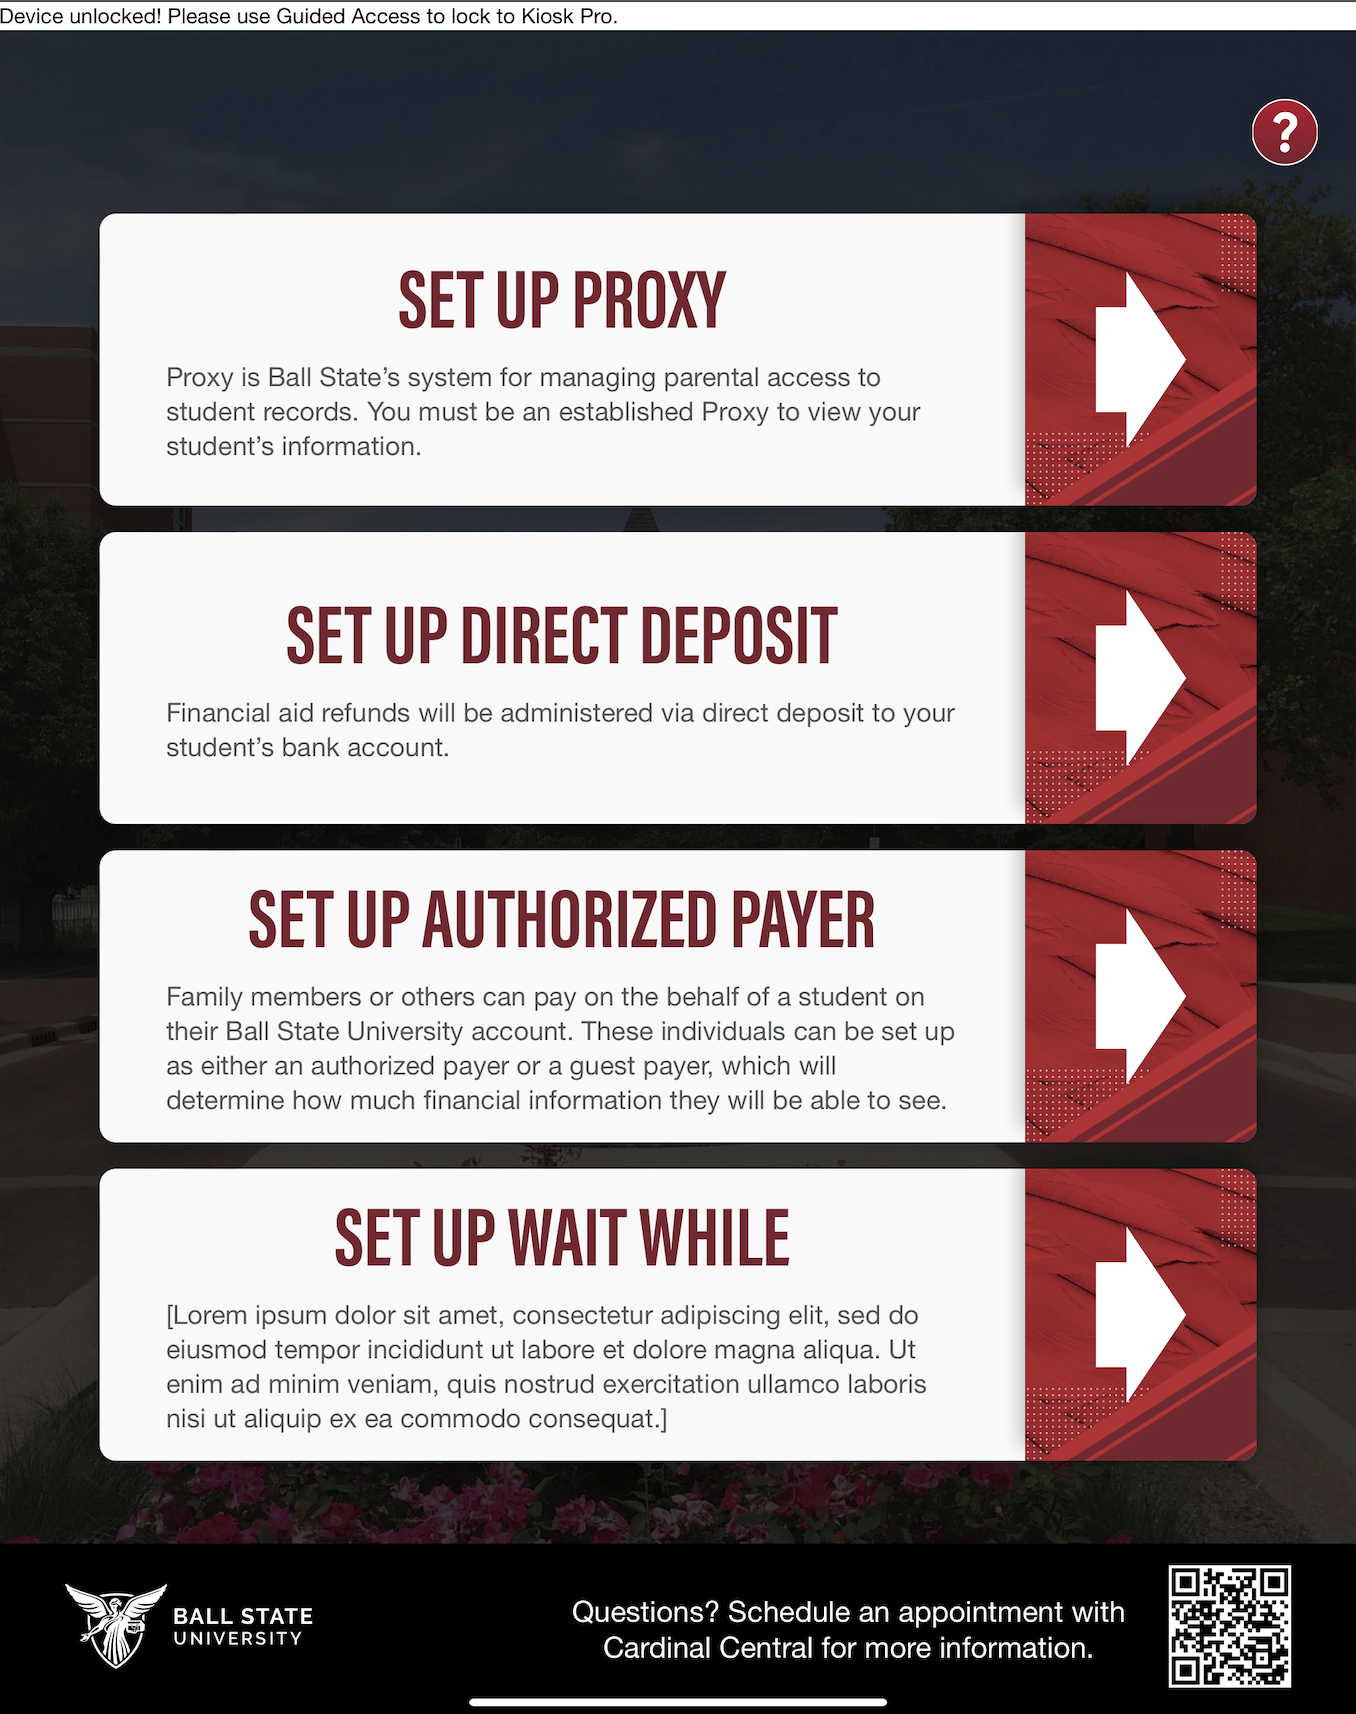 Device unlocked! Please use Guided Access to lock to Kiosk Pro.
?
SET UP PROXY
Proxy is Ball State’s system for managing parental access to
student records. You must be an established Proxy to view your
student’s information.
SET UP DIRECT DEPOSIT
Financial aid refunds will be administered via direct deposit to your
student’s bank account.
SET UP AUTHORIZED PAYER
Family members or others can pay on the behalf of a student on
their Ball State University account. These individuals can be set up
as either an authorized payer or a guest payer, which will
determine how much financial information they will be able to see.
SET UP WAIT WHILE
[Lorem ipsum dolor sit amet, consectetur adipiscing elit, sed do
eiusmod tempor incididunt ut labore et dolore magna aliqua. Ut
enim ad minim veniam, quis nostrud exercitation ullamco laboris
nisi ut aliquip ex ea commodo consequat.]
BALL STATE
UNIVERSITY
Questions? Schedule an appointment with
Cardinal Central for more information.